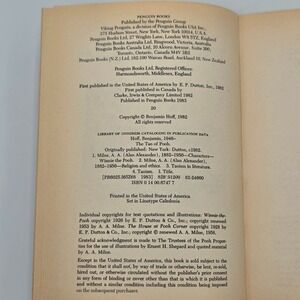 PENGUIN BOOKS
Published by the Penguin Group
Viking Penguin, a division of Penguin Books USA Inc.,
375 Hudson Street, New York, New York 10014, U.S.A.
Penguin Books Ltd, 27 Wrights Lane, London W8 5TZ, England
Penguin Books Australia Ltd, Ringwood, Victoria, Australia
Penguin Books Canada Ltd, 10 Alcorn Avenue, Suite 300,
Toronto, Ontario, Canada M4V 3B2
Penguin Books (N.Z.) Ltd, 182-190 Wairau Road, Auckland 10, New Zealand
Penguin Books Ltd, Registered Offices:
Harmondsworth, Middlesex, England
First published in the United States of America by E. P. Dutton 1982
First published in Canada by
Clarke, Irwin & Company Limited 1982
Published in Penguin Books 1983
20
Copyright © Benjamin Hoff, 1982
All rights reserved
LIBRARY OF CONGRESS CATALOGING IN PUBLICATION DATA
Hoff, Benjamin, 1946–
The Tao of Pooh.
Originally published: New York: Dutton, c1982.
1. Milne, A. A. (Alan Alexander), 1882–1956—Characters—
Winnie the Pooh. 2. Milne, A. A. (Alan Alexander),
1882–1956—Religion and ethics. 3. Taoism in literature.
4. Taoism. I. Title.
[PR6025.I65Z68 1983] 828'.91209 83-
ISBN 0 14 00.6747 7
Printed in the United States of America
Set in Linotype Caledonia
Individual copyrights for text quotations and illustrations: Winnie-the-
Pooh, copyright 1926 by E. P. Dutton & Co., Inc.; copyright renewed
1953 by A. A. Milne. The House at Pooh Corner, copyright 1928 by
E. P. Dutton & Co., Inc.; copyright © renewed A. A. Milne, 1956.
Grateful acknowledgment is made to The Trustees of the Pooh Proper-
ties for the use of illustrations by Ernest H. Shepard and quoted material
by A. A. Milne.
Except in the United States of America, this book is sold subject to the
condition that it shall not, by way of trade or otherwise, be lent, re-sold,
hired out, or otherwise circulated without the publisher's prior consent
in any form of binding or cover other than that in which it is published
and without a similar condition including this condition being imposed
on the subsequent purchaser.